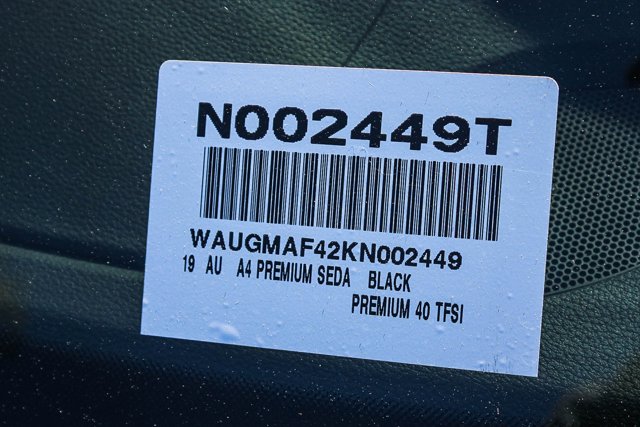 N002449T
WAUGMAF42KN002449
19 AU A4 PREMIUM SEDA BLACK
PREMIUM 40 TFSI